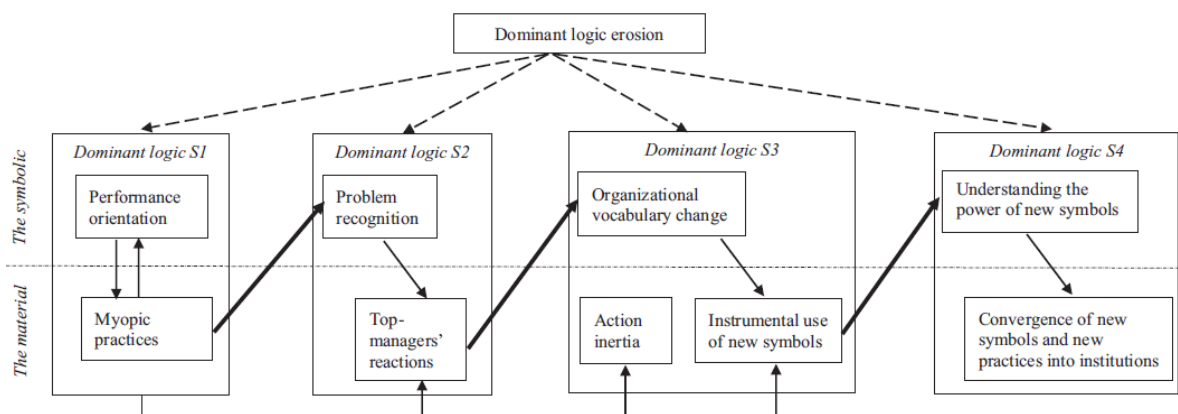 Dominant logic erosion
The symbolic
Dominant logic S1
Performance
orientation
Dominant logic S2
Problem
recognition
Dominant logic S3
Organizational
vocabulary change
Dominant logic S4
Understanding the
power of new symbols
The material
Myopic
practices
Top-
managers'
reactions
Action
inertia
Instrumental use
of new symbols
Convergence of new
symbols and new
practices into institutions